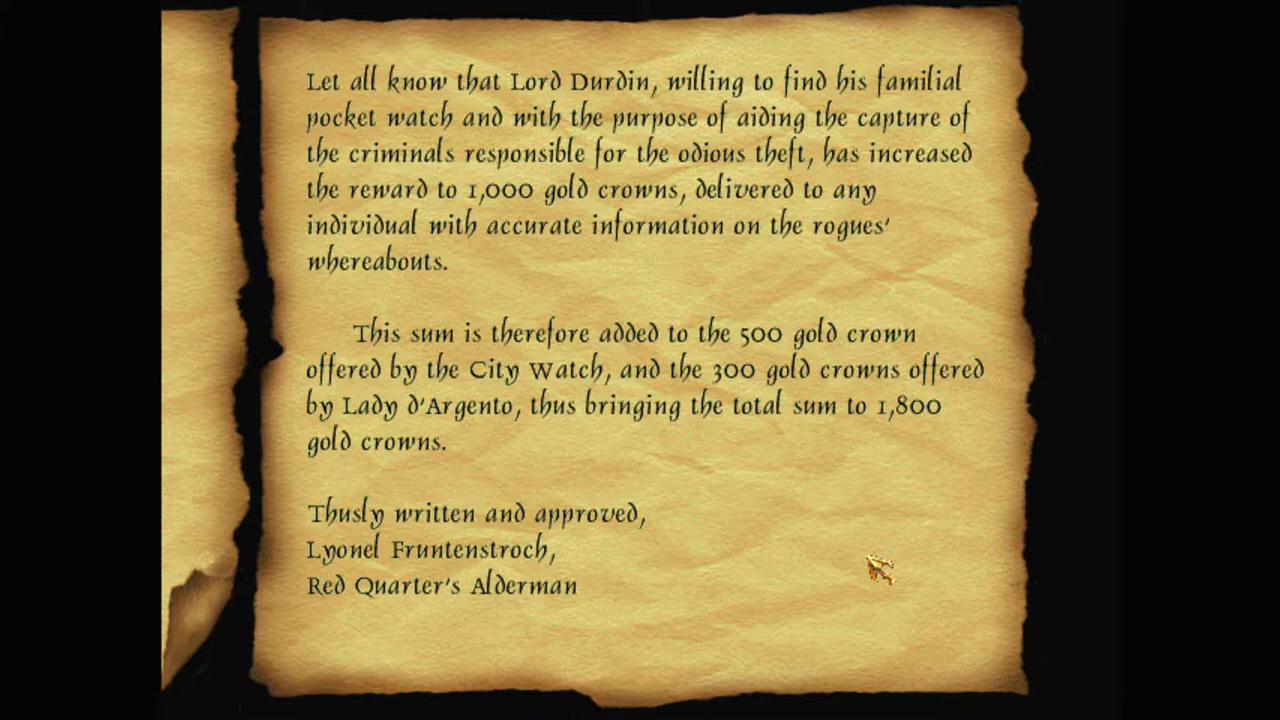 Let all know that Lord Durdin, willing to find his familial
pocket watch and with the purpose of aiding the capture of
the criminals responsible for the odious theft, has increased
the reward to 1,000 gold crowns, delivered to any
individual with accurate information on the rogues'
whereabouts.
This sum is therefore added to the 500 gold crown
offered by the City Watch, and the 300 gold crowns offered
by Lady d'Argento, thus bringing the total sum to 1,800
gold crowns.
Thusly written and approved,
Lyonel Fruntenstroch,
Red Quarter's Alderman